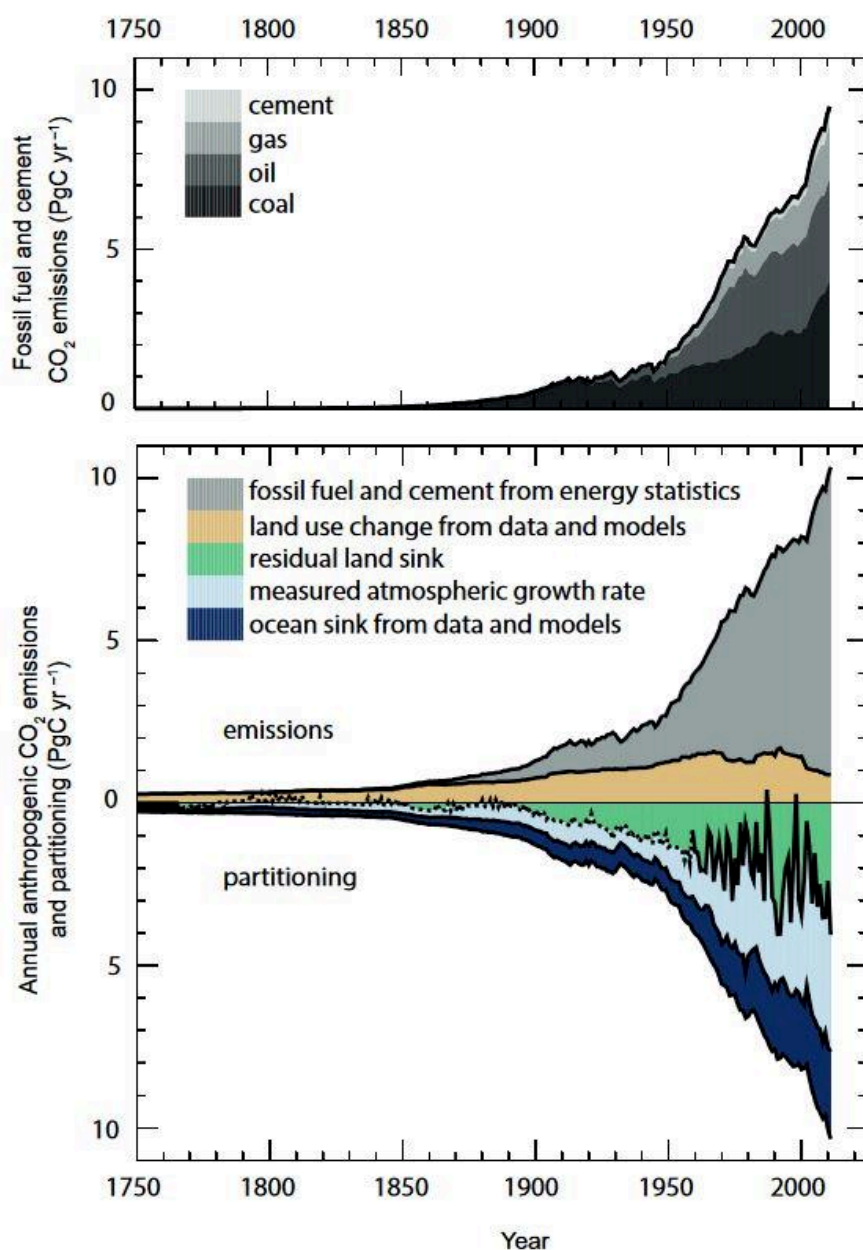 1750 1800 1850 1900 1950 2000
Fossil fuel and cement
CO₂ emissions (PgC yr⁻¹)
10
5
0
cement
gas
oil
coal
Annual anthropogenic CO₂ emissions
and partitioning (PgC yr⁻¹)
10
5
0
5
10
fossil fuel and cement from energy statistics
land use change from data and models
residual land sink
measured atmospheric growth rate
ocean sink from data and models
emissions
partitioning
1750 1800 1850 1900 1950 2000
Year